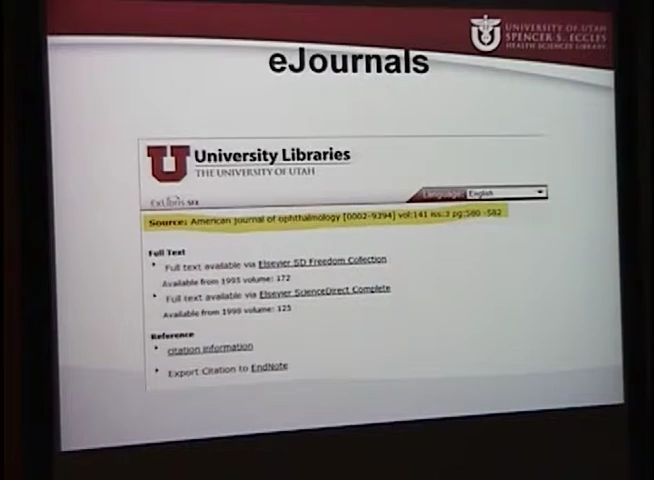 UNIVERSITY OF UTAH
SPENCER S. ECCLES
HEALTH SCIENCES LIBRARY
eJournals
University Libraries
THE UNIVERSITY OF UTAH
ExLibris SFX
Language: English
Source: American journal of ophthalmology [0002-9394] vol:141 iss:3 pg:580 -582
Full Text
Full text available via Elsevier SD Freedom Collection
Available from 1995 volume: 172
Full text available via Elsevier ScienceDirect Complete
Available from 1998 volume: 125
Reference
citation information
Export Citation to EndNote